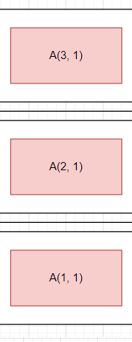 A(3, 1)
A(2, 1)
A(1, 1)